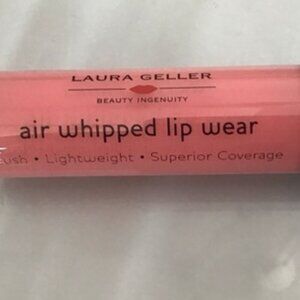 LAURA GELLER
BEAUTY INGENUITY
air whipped lip wear
• Lightweight • Superior Coverage